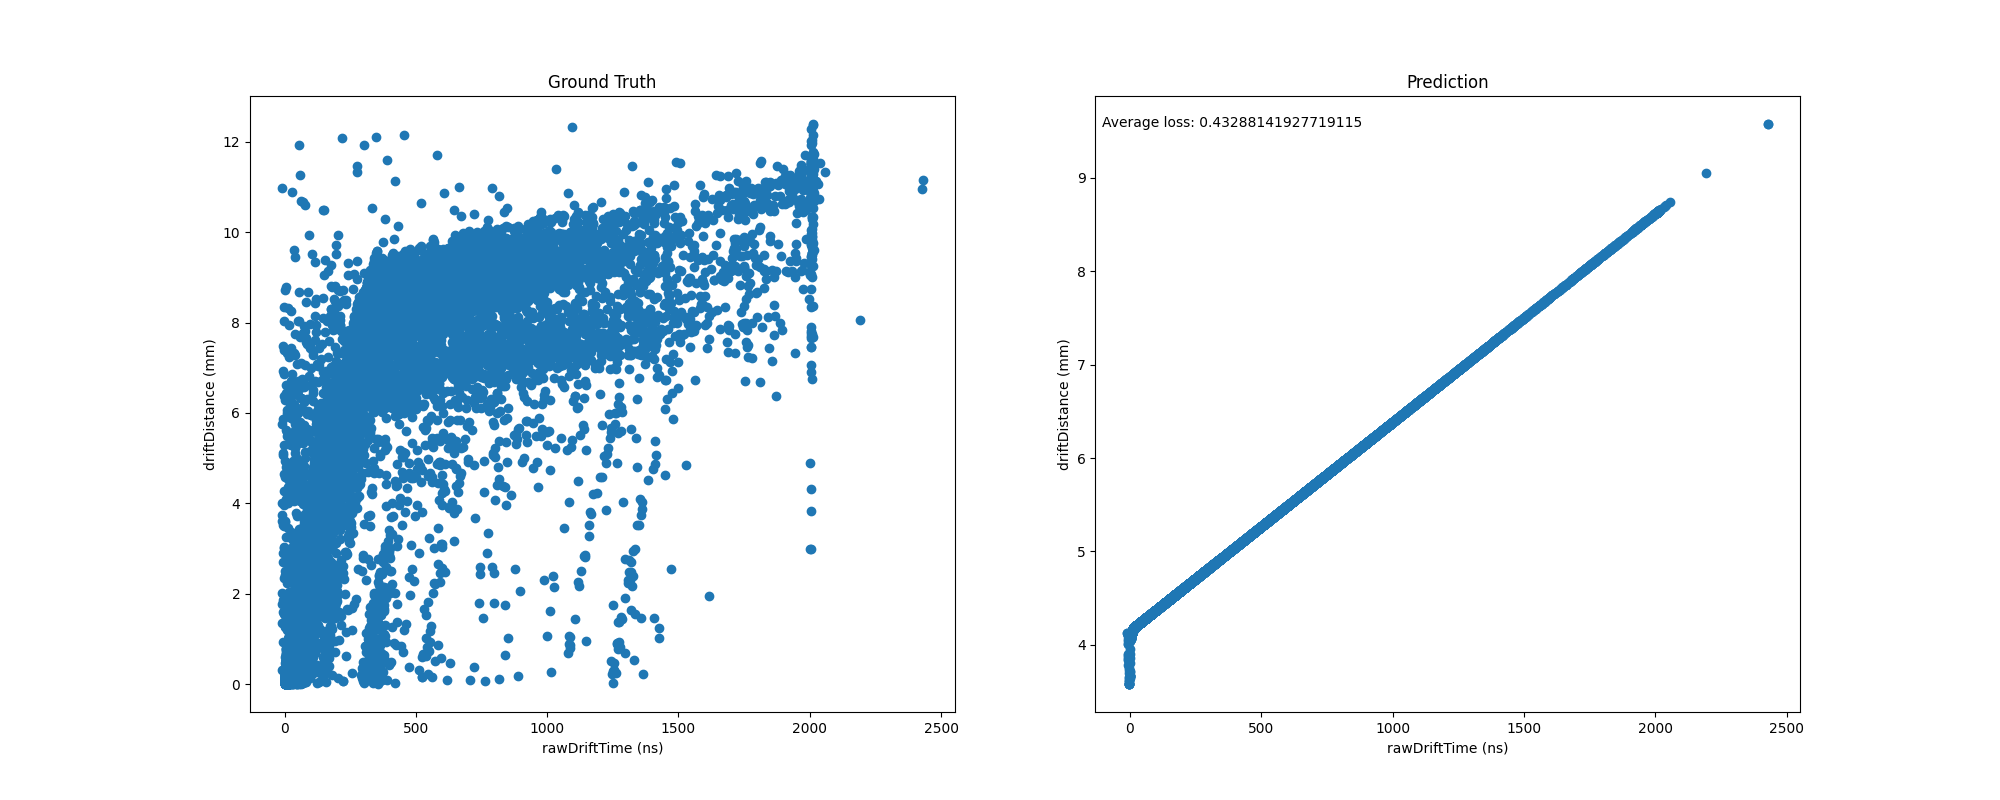 Ground Truth
12
10
8
6
4
2
0
driftDistance (mm)
0 500 1000 1500 2000 2500
rawDriftTime (ns)
Prediction
Average loss: 0.43288141927719115
9
8
7
6
5
4
driftDistance (mm)
0 500 1000 1500 2000 2500
rawDriftTime (ns)